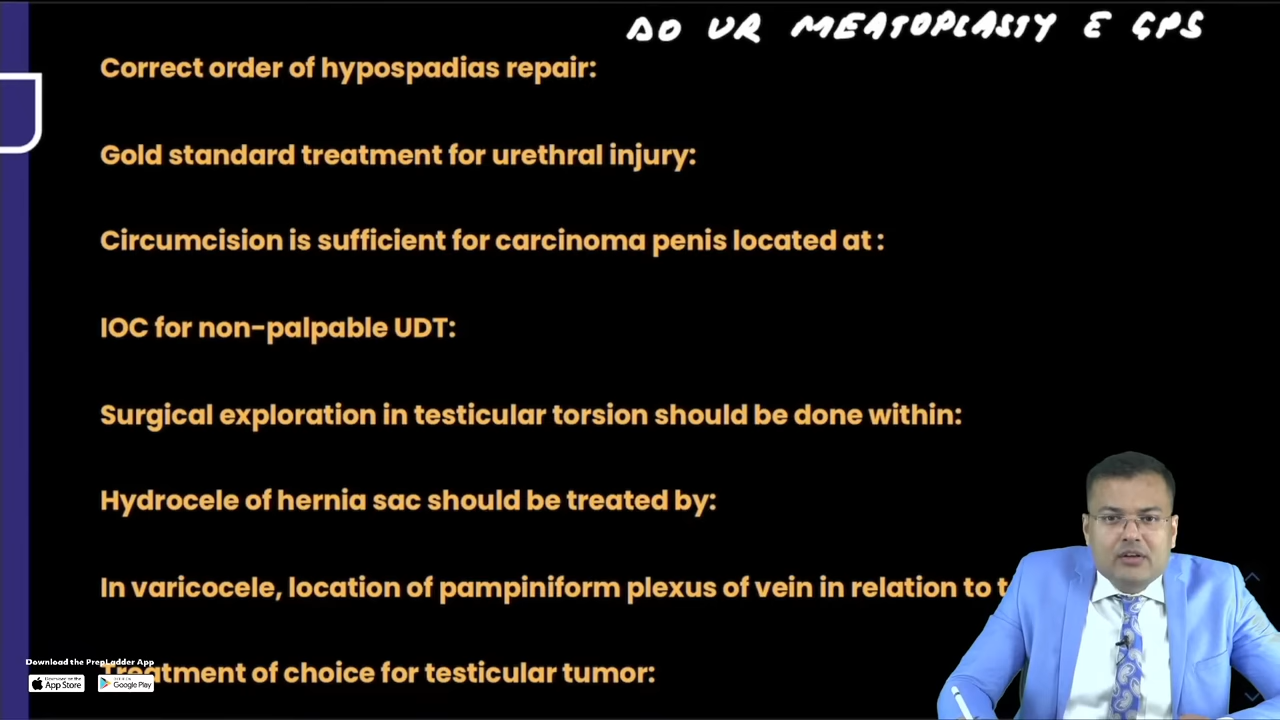 DO UR MEATOPLASTY E GPS
Correct order of hypospadias repair:
Gold standard treatment for urethral injury:
Circumcision is sufficient for carcinoma penis located at :
IOC for non-palpable UDT:
Surgical exploration in testicular torsion should be done within:
Hydrocele of hernia sac should be treated by:
In varicocele, location of pampiniform plexus of vein in relation to
Download the PrepLadder App
Treatment of choice for testicular tumor:
App Store
Google Play